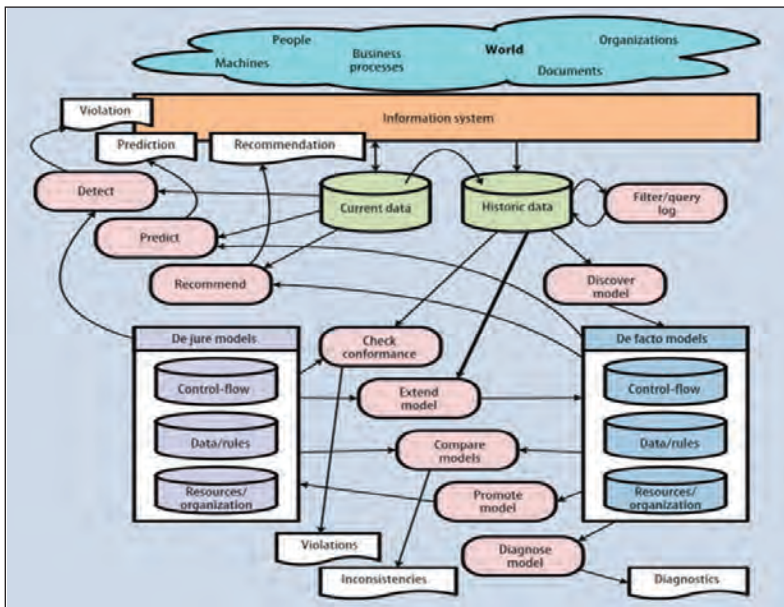 People
World
Organizations
Machines
Business
processes
Documents
Violation
Information system
Prediction
Recommendation
Detect
Current data
Historic data
Filter/query
log
Predict
Recommend
Discover
model
De jure models
Check
conformance
De facto models
Control-flow
Extend
model
Control-flow
Data/rules
Compare
models
Data/rules
Resources/
organization
Promote
model
Resources/
organization
Violations
Diagnose
model
Inconsistencies
Diagnostics